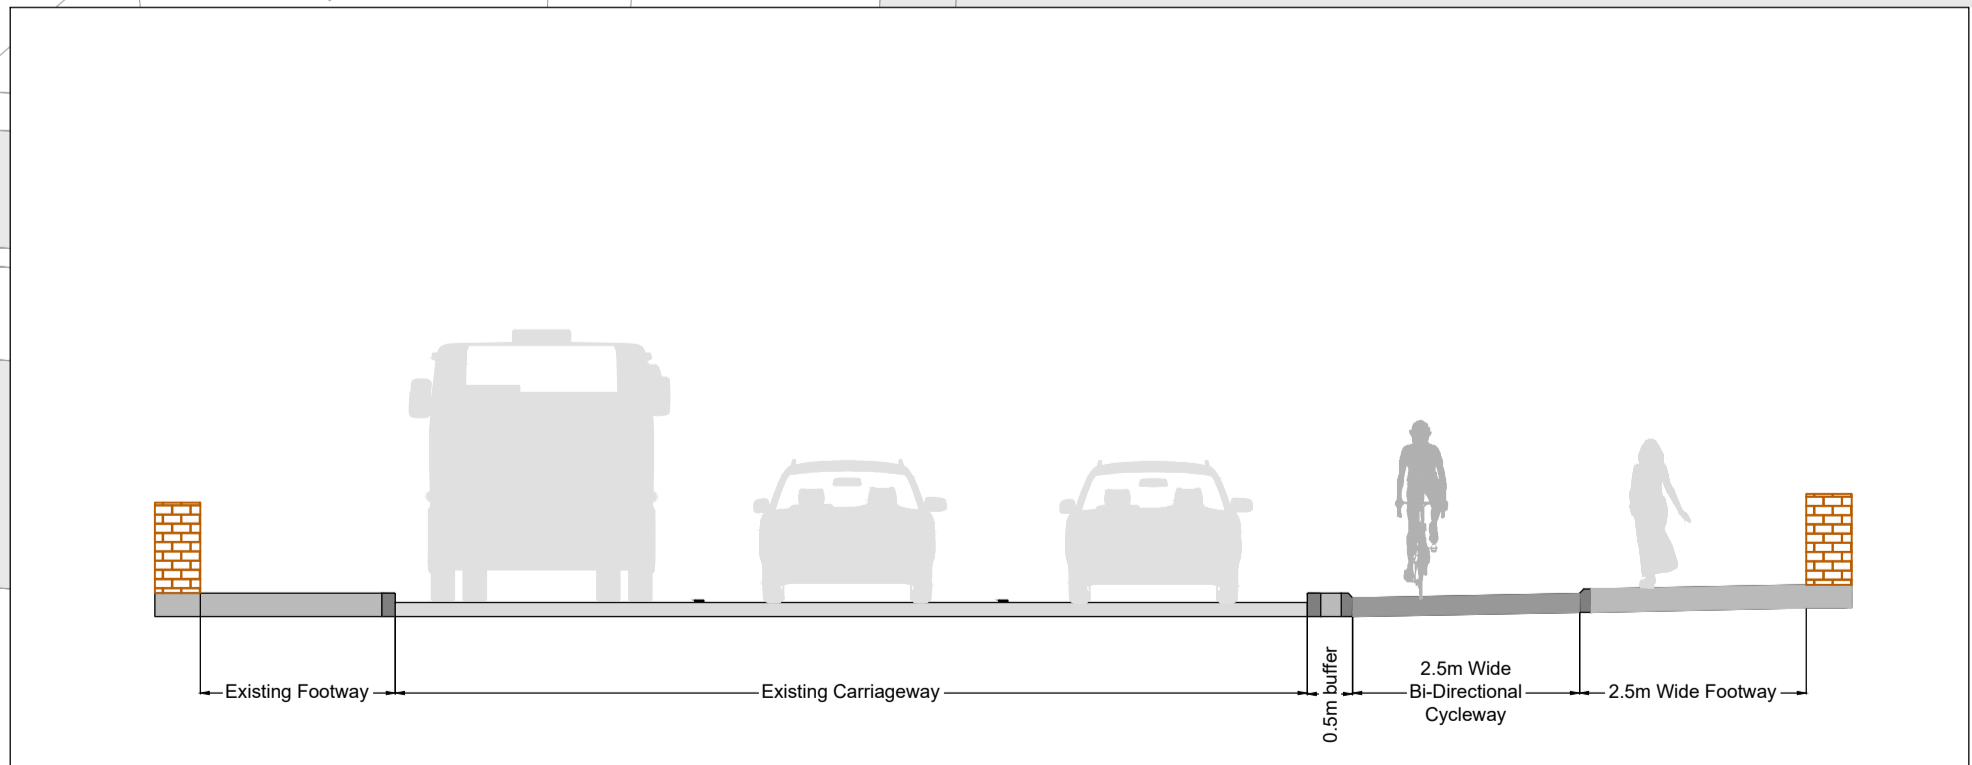 Existing Footway
Existing Carriageway
0.5m buffer
2.5m Wide
Bi-Directional
Cycleway
2.5m Wide Footway